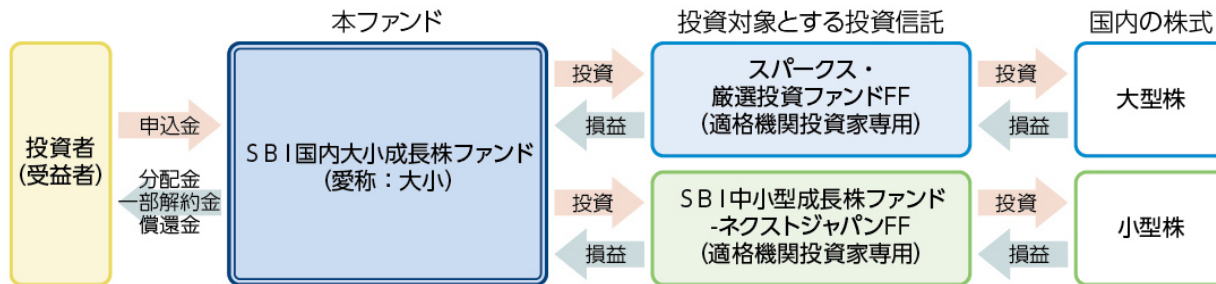 本ファンド
投資対象とする投資信託
国内の株式
投資者
(受益者)
申込金
分配金
一部解約金
償還金
SBI国内大小成長株ファンド
(愛称：大小)
投資
損益
スパークス・
厳選投資ファンドFF
(適格機関投資家専用)
投資
損益
大型株
投資
損益
SBI中小型成長株ファンド
-ネクストジャパンFF
(適格機関投資家専用)
投資
損益
小型株